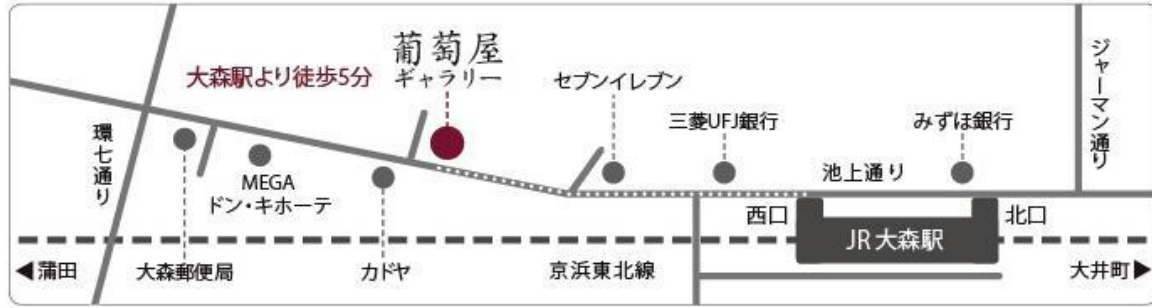 葡萄屋
ギャラリー
大森駅より徒歩5分
セブンイレブン
三菱UFJ銀行
みずほ銀行
ジャーマン通り
環七通り
MEGA
ドン・キホーテ
池上通り
西口
JR大森駅
北口
◀蒲田
大森郵便局
カドヤ
京浜東北線
大井町▶